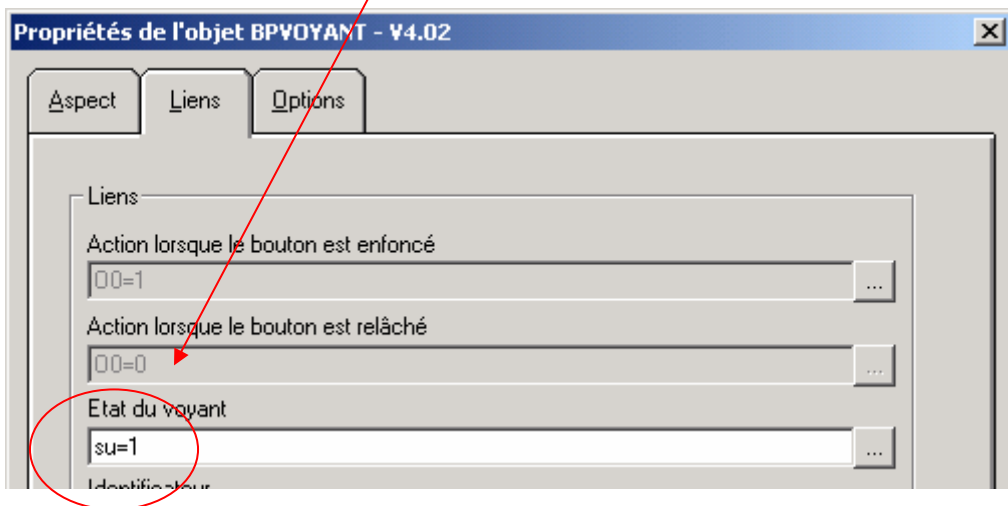 Propriétés de l'objet BPVOYANT - V4.02
Aspect Liens Options
Liens
Action lorsque le bouton est enfoncé
O0=1
...
Action lorsque le bouton est relâché
O0=0
...
Etat du voyant
su=1
...
Identificateur